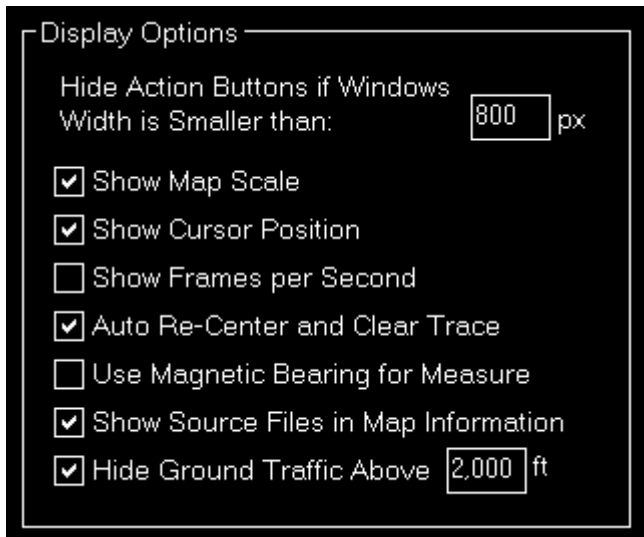 Display Options
Hide Action Buttons if Windows
Width is Smaller than: 800 px
Show Map Scale
Show Cursor Position
Show Frames per Second
Auto Re-Center and Clear Trace
Use Magnetic Bearing for Measure
Show Source Files in Map Information
Hide Ground Traffic Above 2,000 ft